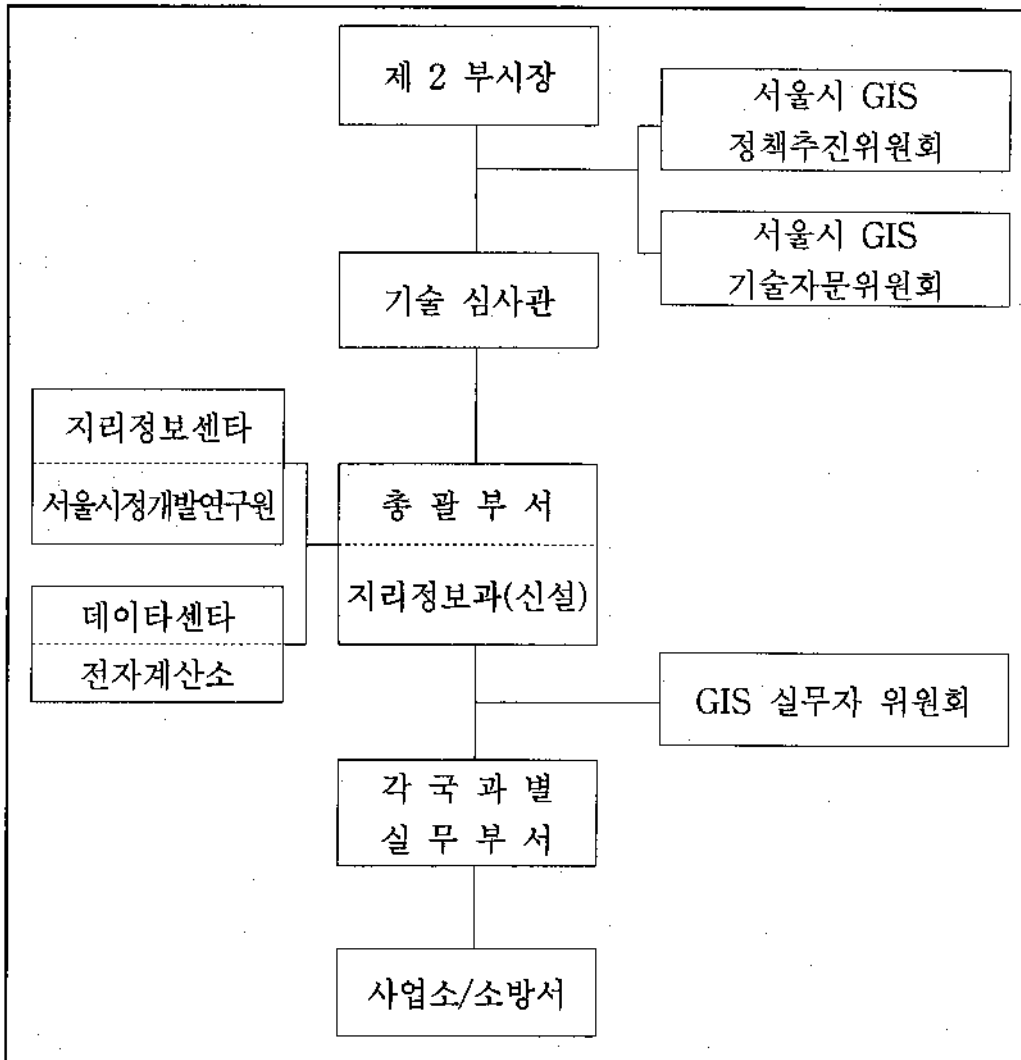 제 2 부시장
서울시 GIS
정책추진위원회
서울시 GIS
기술자문위원회
기술 심사관
지리정보센타
서울시정개발연구원
총 괄 부 서
지리정보과(신설)
데이타센타
전자계산소
GIS 실무자 위원회
각 국 과 별
실 무 부 서
사업소/소방서